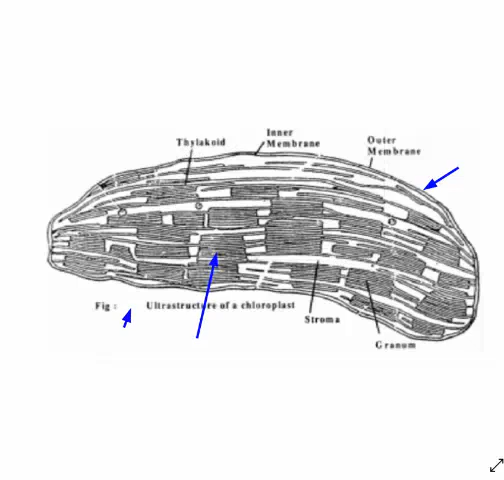 Thylakoid
Inner
Membrane
Outer
Membrane
Fig : Ultrastructure of a chloroplast
Stroma
Granum